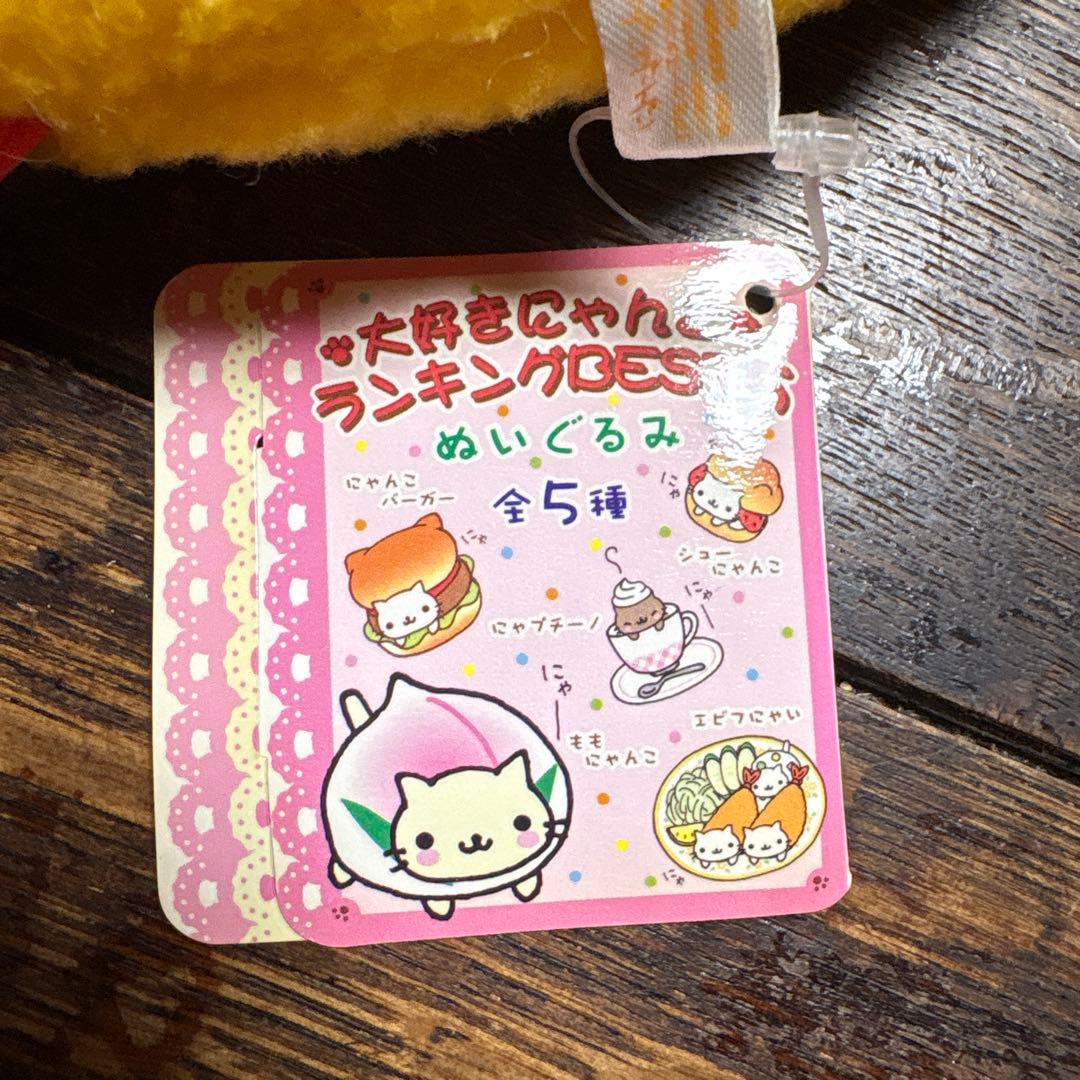 大好きにゃんこ
ランキングBEST5
ぬいぐるみ
全5種
にゃんこ
バーガー
にゃ
にゃ
シュー
にゃんこ
にゃプチーノ
にゃ
にゃ
もも
にゃんこ
エビフにゃい
にゃ